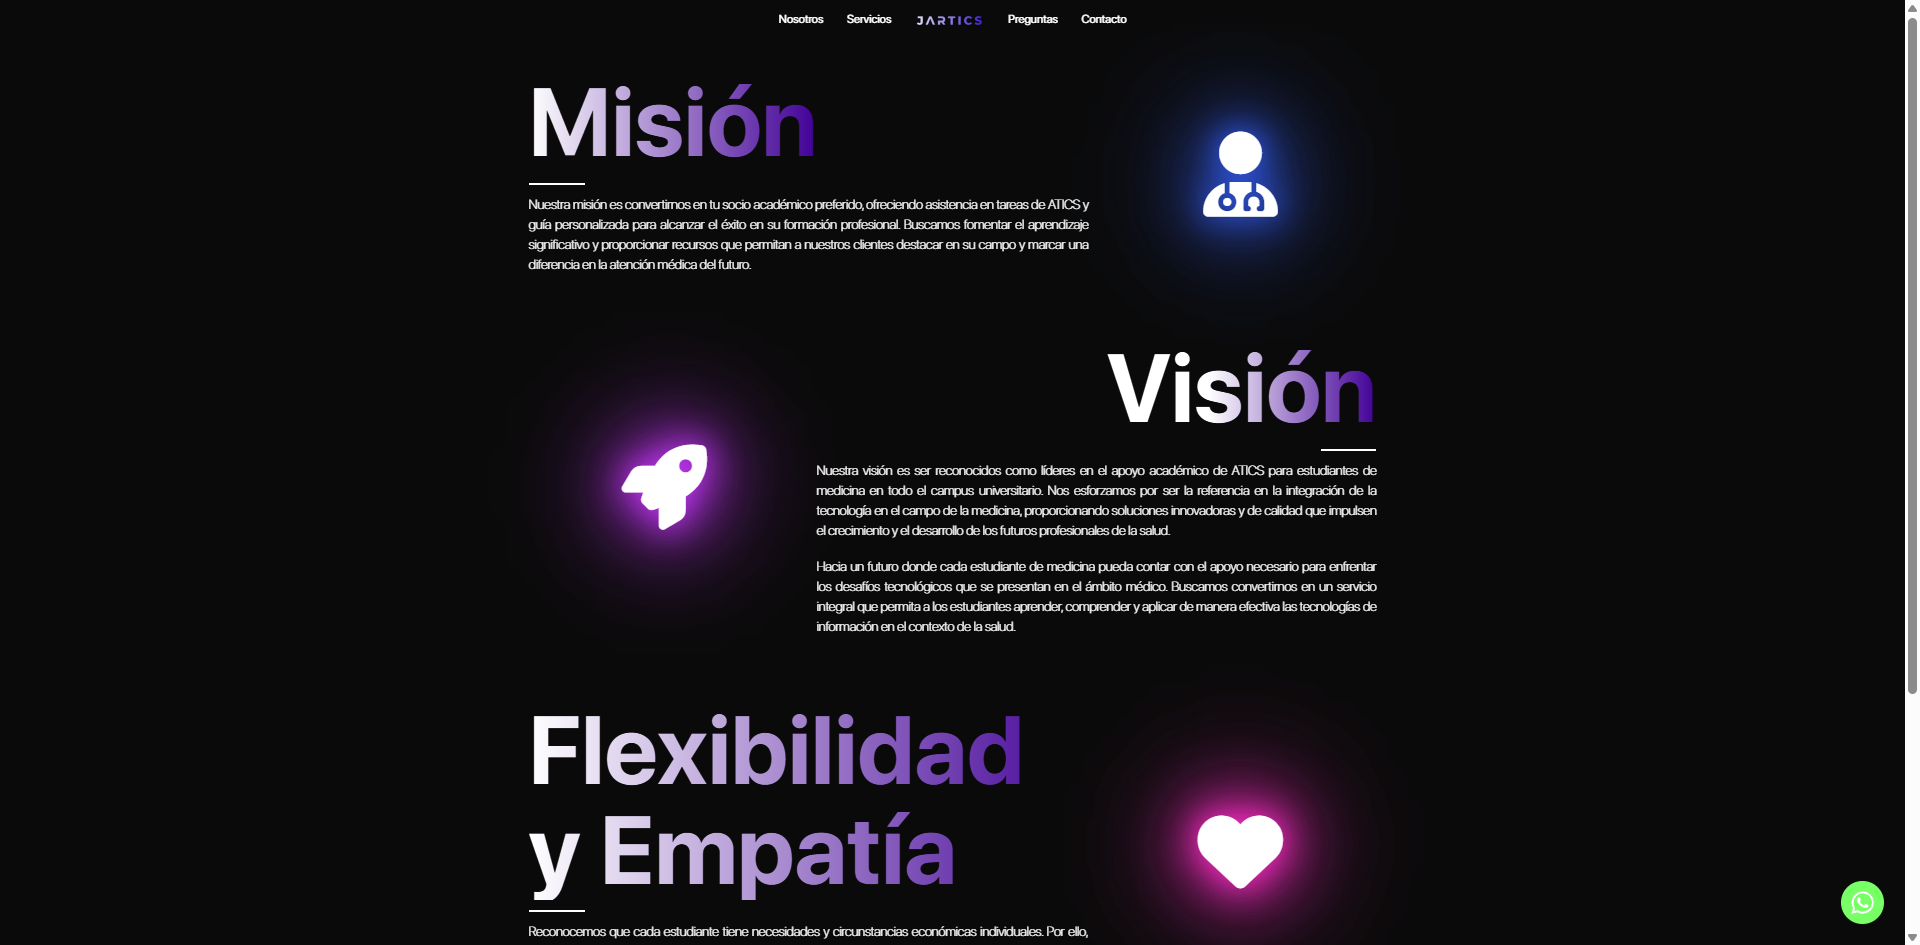 Nosotros Servicios JARTICS Preguntas Contacto
Misión
Nuestra misión es convertirnos en tu socio académico preferido, ofreciendo asistencia en tareas de ATICS y
guía personalizada para alcanzar el éxito en su formación profesional. Buscamos fomentar el aprendizaje
significativo y proporcionar recursos que permitan a nuestros clientes destacar en su campo y marcar una
diferencia en la atención médica del futuro.
Visión
Nuestra visión es ser reconocidos como líderes en el apoyo académico de ATICS para estudiantes de
medicina en todo el campus universitario. Nos esforzamos por ser la referencia en la integración de la
tecnología en el campo de la medicina, proporcionando soluciones innovadoras y de calidad que impulsen
el crecimiento y el desarrollo de los futuros profesionales de la salud.
Hacia un futuro donde cada estudiante de medicina pueda contar con el apoyo necesario para enfrentar
los desafíos tecnológicos que se presentan en el ámbito médico. Buscamos convertirnos en un servicio
integral que permita a los estudiantes aprender, comprender y aplicar de manera efectiva las tecnologías de
información en el contexto de la salud.
Flexibilidad
y Empatía
Reconocemos que cada estudiante tiene necesidades y circunstancias económicas individuales. Por ello,